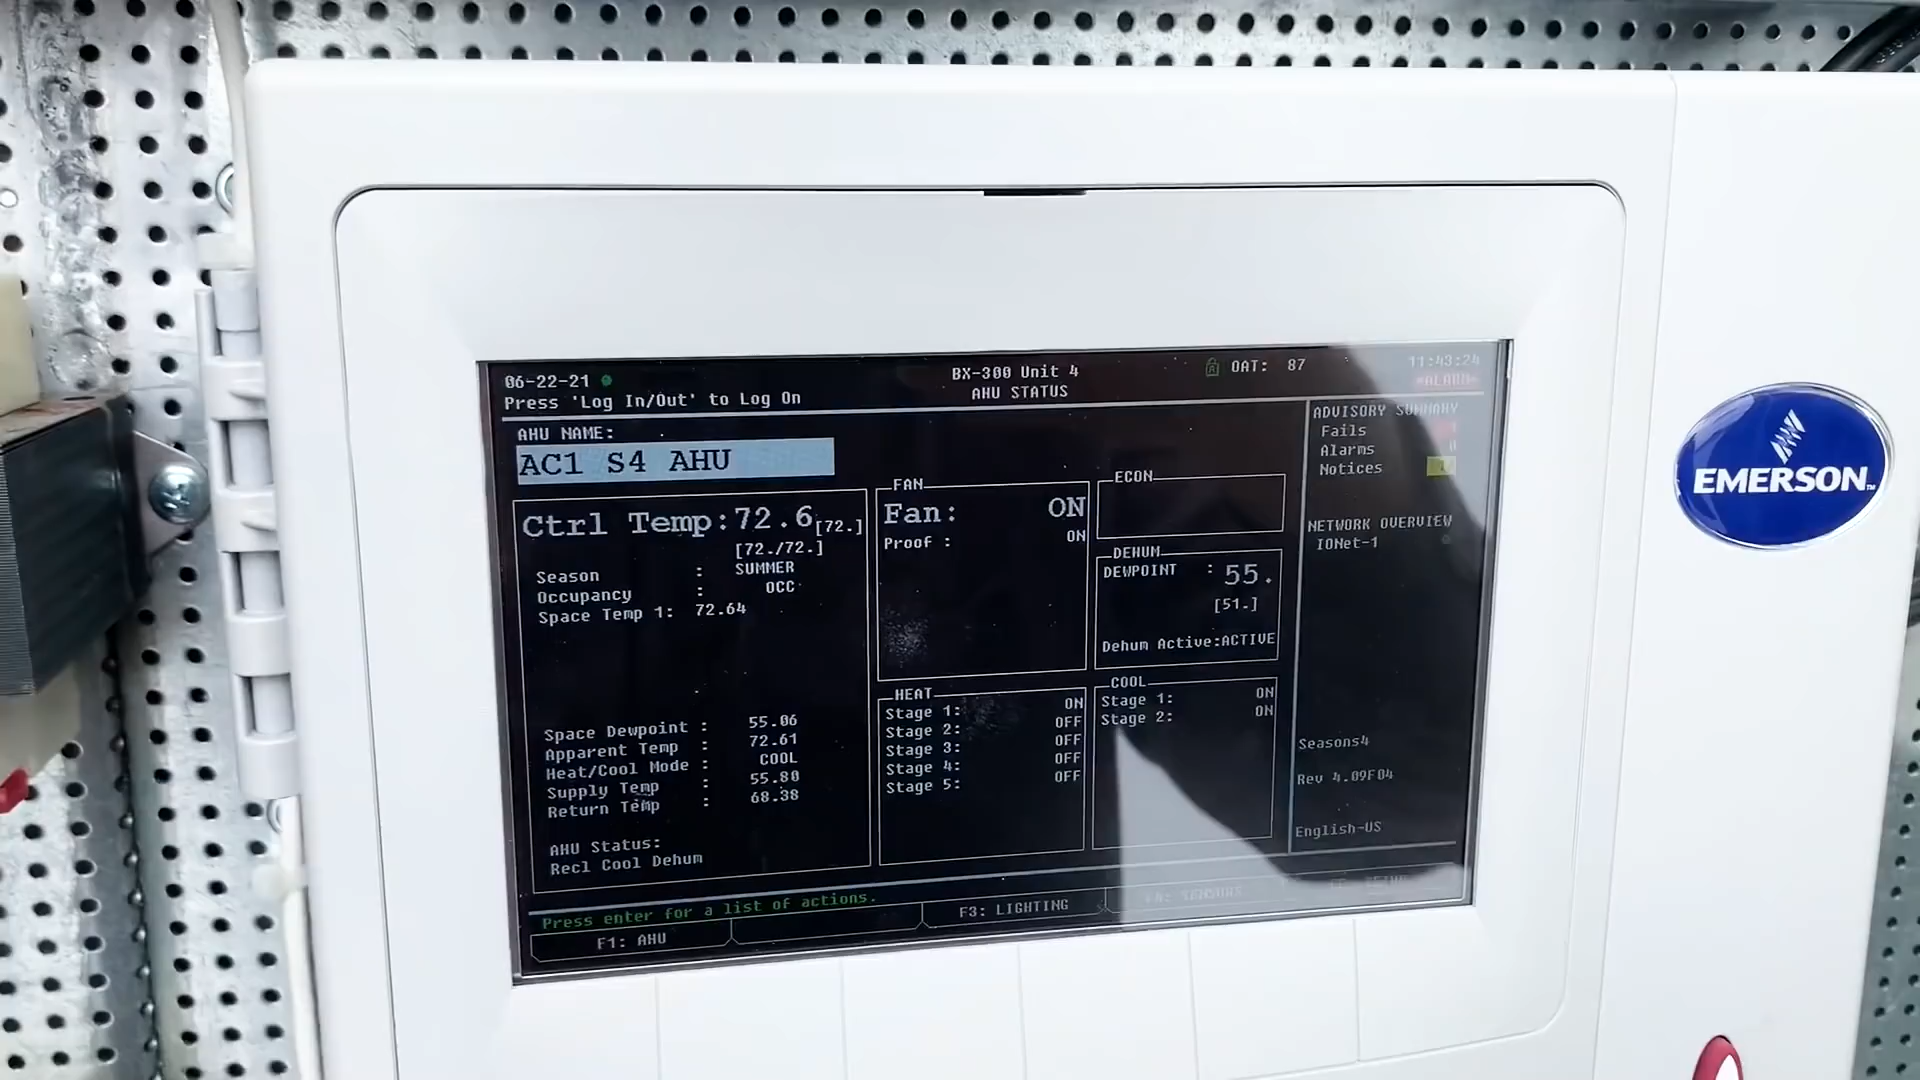 06-22-21
BX-300 Unit 4
OAT: 87
11:43:24
Press 'Log In/Out' to Log On
AHU STATUS
*ALARM*
AHU NAME:
AC1 S4 AHU
Ctrl Temp:72.6[72.]
[72./72.]
Season : SUMMER
Occupancy : OCC
Space Temp 1: 72.64
Space Dewpoint : 55.06
Apparent Temp : 72.61
Heat/Cool Mode : COOL
Supply Temp : 55.80
Return Temp : 68.38
AHU Status:
Recl Cool Dehum
FAN
Fan: ON
Proof : ON
HEAT
Stage 1: ON
Stage 2: OFF
Stage 3: OFF
Stage 4: OFF
Stage 5: OFF
ECON
DEHUM
DEWPOINT : 55.
[51.]
Dehum Active:ACTIVE
COOL
Stage 1: ON
Stage 2: ON
ADVISORY SUMMARY
Fails
Alarms 0
Notices
NETWORK OVERVIEW
IONet-1
Seasons4
Rev 4.09F04
English-US
Press enter for a list of actions.
F1: AHU
F3: LIGHTING
F4: SENSORS
EMERSON™